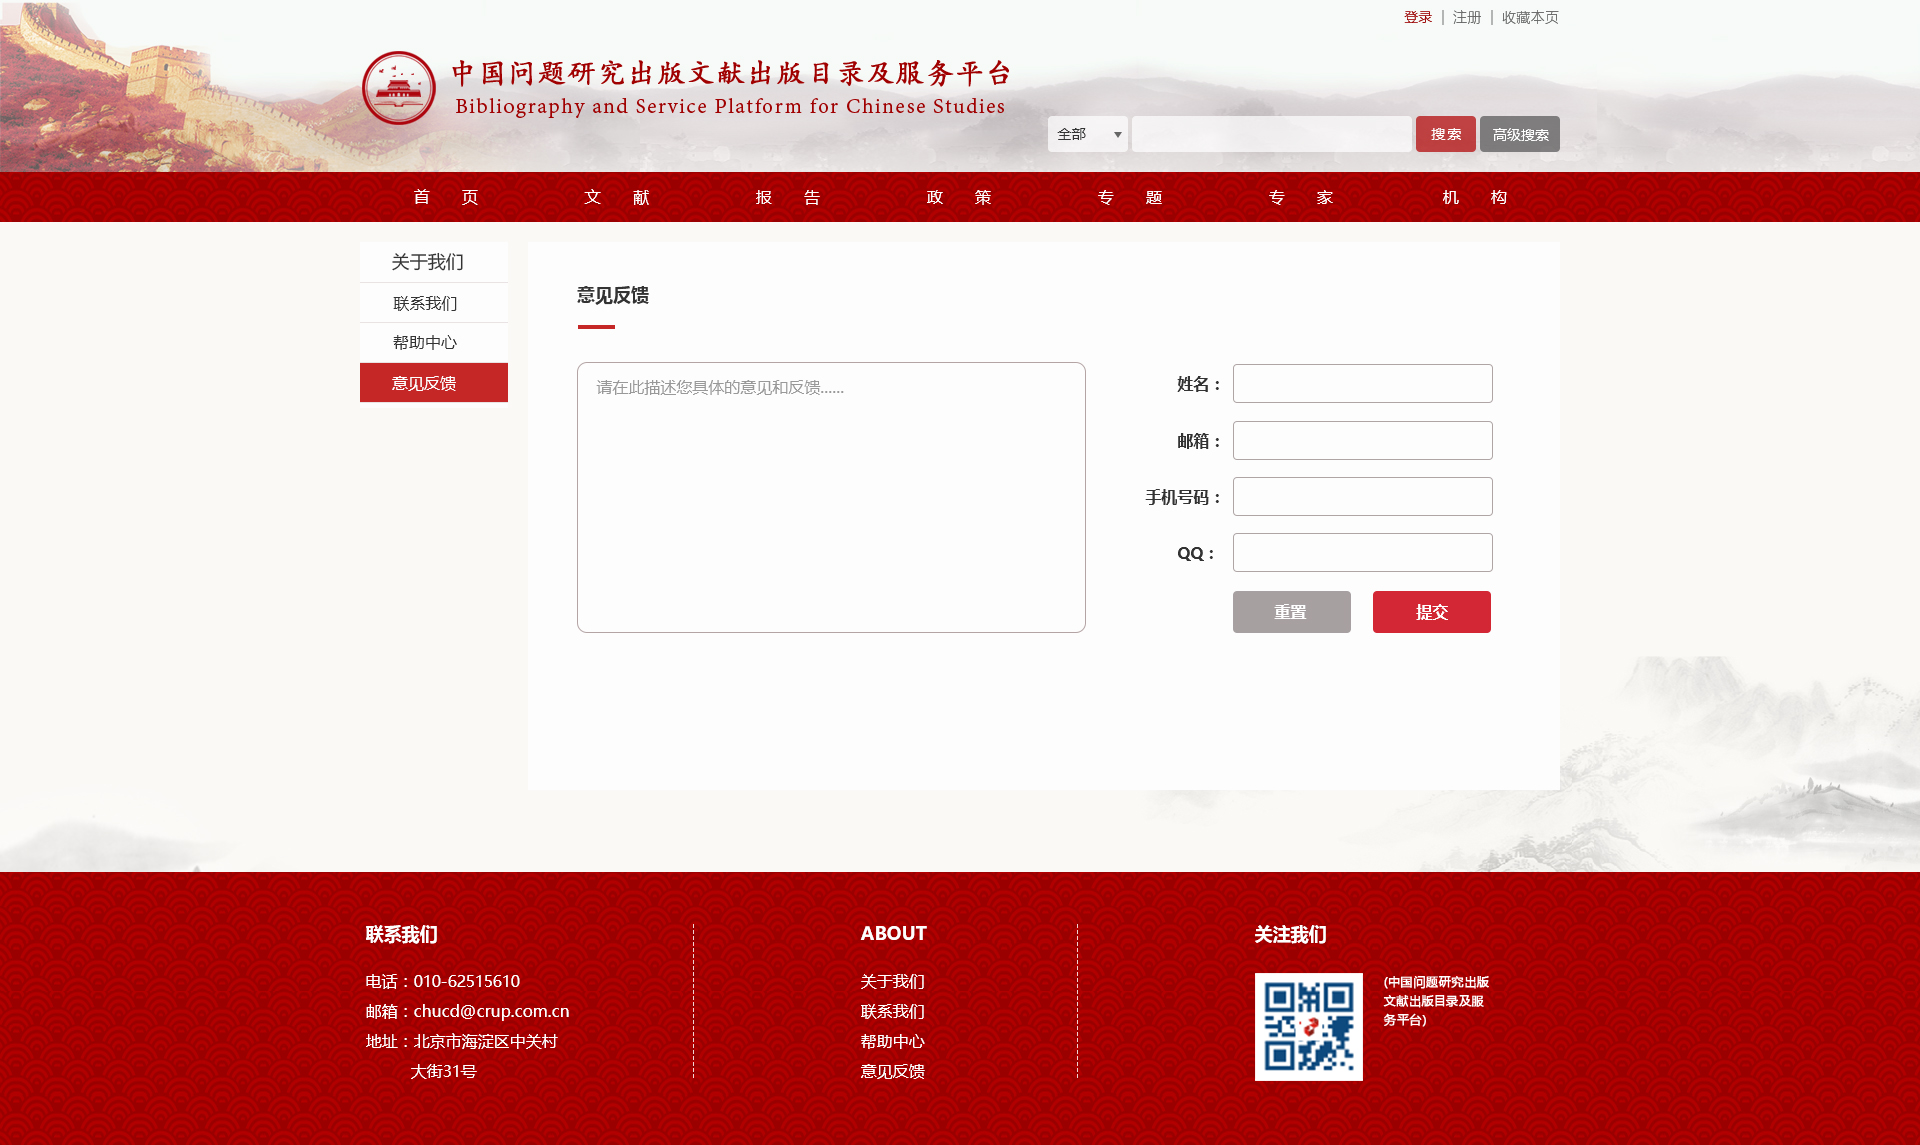 登录 | 注册 | 收藏本页
中国问题研究出版文献出版目录及服务平台
Bibliography and Service Platform for Chinese Studies
全部 搜索 高级搜索
首 页 文 献 报 告 政 策 专 题 专 家 机 构
关于我们
联系我们
帮助中心
意见反馈
意见反馈
请在此描述您具体的意见和反馈......
姓名：
邮箱：
手机号码：
QQ：
重置 提交
联系我们
电话：010-62515610
邮箱：chucd@crup.com.cn
地址：北京市海淀区中关村
大街31号
ABOUT
关于我们
联系我们
帮助中心
意见反馈
关注我们
(中国问题研究出版
文献出版目录及服
务平台)